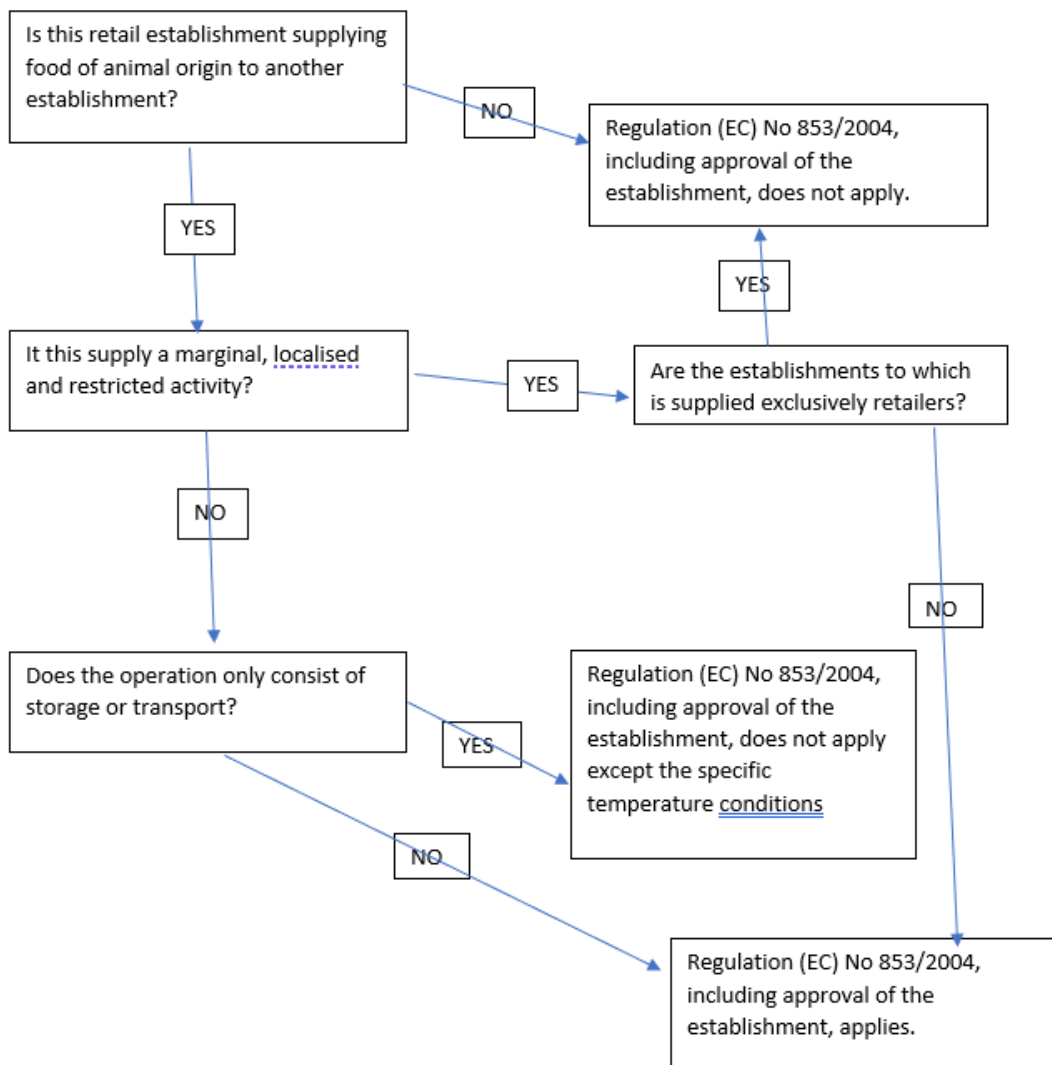 Is this retail establishment supplying
food of animal origin to another
establishment?
NO
Regulation (EC) No 853/2004,
including approval of the
establishment, does not apply.
YES
YES
It this supply a marginal, localised
and restricted activity?
YES
Are the establishments to which
is supplied exclusively retailers?
NO
NO
Does the operation only consist of
storage or transport?
YES
Regulation (EC) No 853/2004,
including approval of the
establishment, does not apply
except the specific
temperature conditions
NO
Regulation (EC) No 853/2004,
including approval of the
establishment, applies.